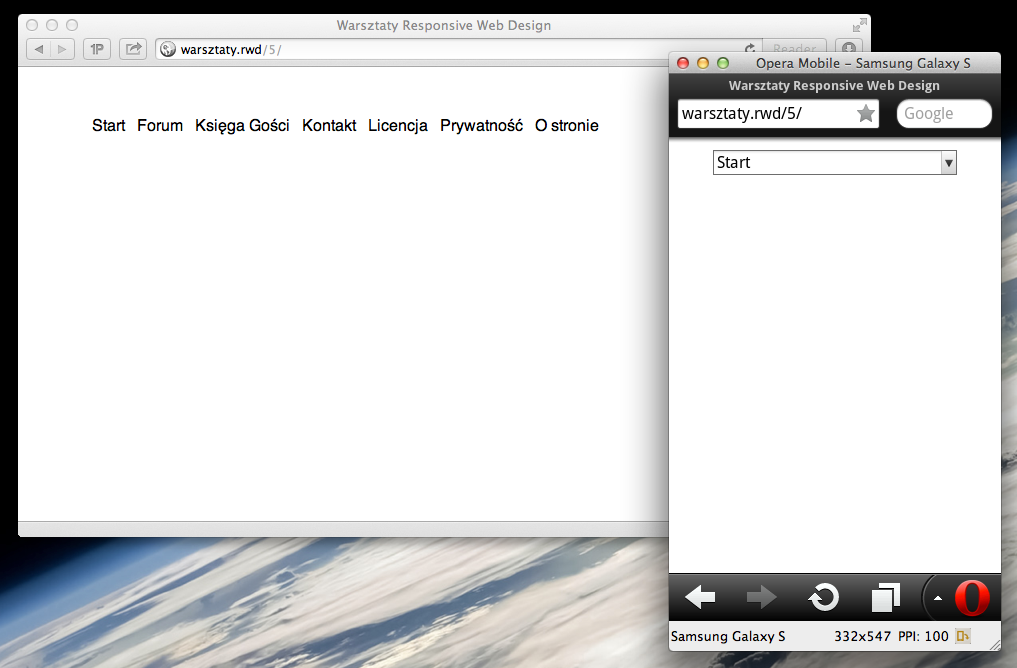 Warsztaty Responsive Web Design
1P
warsztaty.rwd/5/
Reader
Start Forum Księga Gości Kontakt Licencja Prywatność O stronie
Opera Mobile – Samsung Galaxy S
Warsztaty Responsive Web Design
warsztaty.rwd/5/
Google
Start
Samsung Galaxy S 332x547 PPI: 100